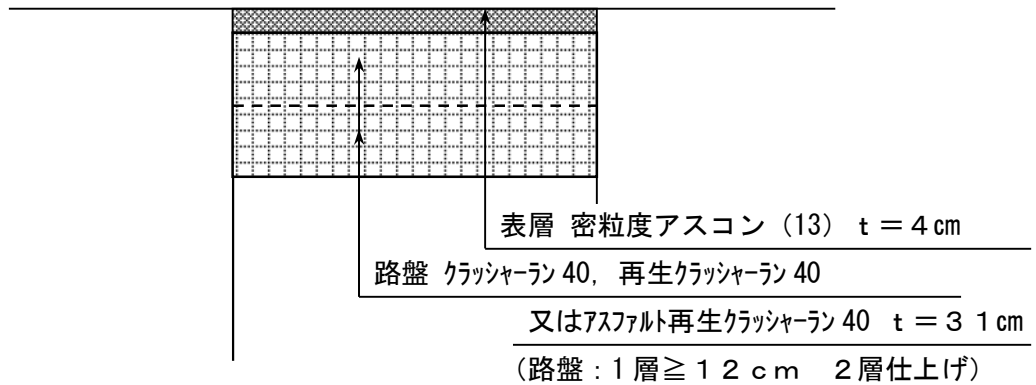 表層 密粒度アスコン（13） ｔ＝４㎝
路盤 ｸﾗｯｼｬｰﾗﾝ 40，再生ｸﾗｯｼｬｰﾗﾝ 40
又はｱｽﾌｧﾙﾄ再生ｸﾗｯｼｬｰﾗﾝ 40 ｔ＝３１㎝
（路盤：1 層≧１２ｃｍ ２層仕上げ）